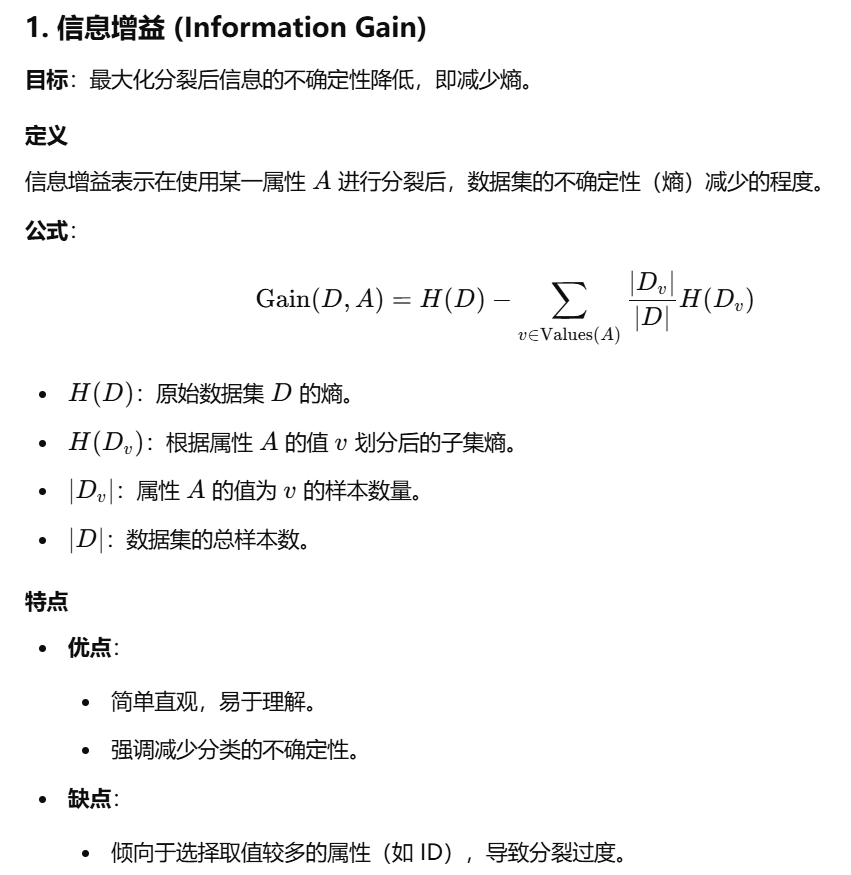 1. 信息增益 (Information Gain)
目标：最大化分裂后信息的不确定性降低，即减少熵。
定义
信息增益表示在使用某一属性 A 进行分裂后，数据集的不确定性（熵）减少的程度。
公式：
Gain(D, A) = H(D) − ∑_{v∈Values(A)} |D_v|/|D| H(D_v)
• H(D)：原始数据集 D 的熵。
• H(D_v)：根据属性 A 的值 v 划分后的子集熵。
• |D_v|：属性 A 的值为 v 的样本数量。
• |D|：数据集的总样本数。
特点
• 优点：
• 简单直观，易于理解。
• 强调减少分类的不确定性。
• 缺点：
• 倾向于选择取值较多的属性（如 ID），导致分裂过度。